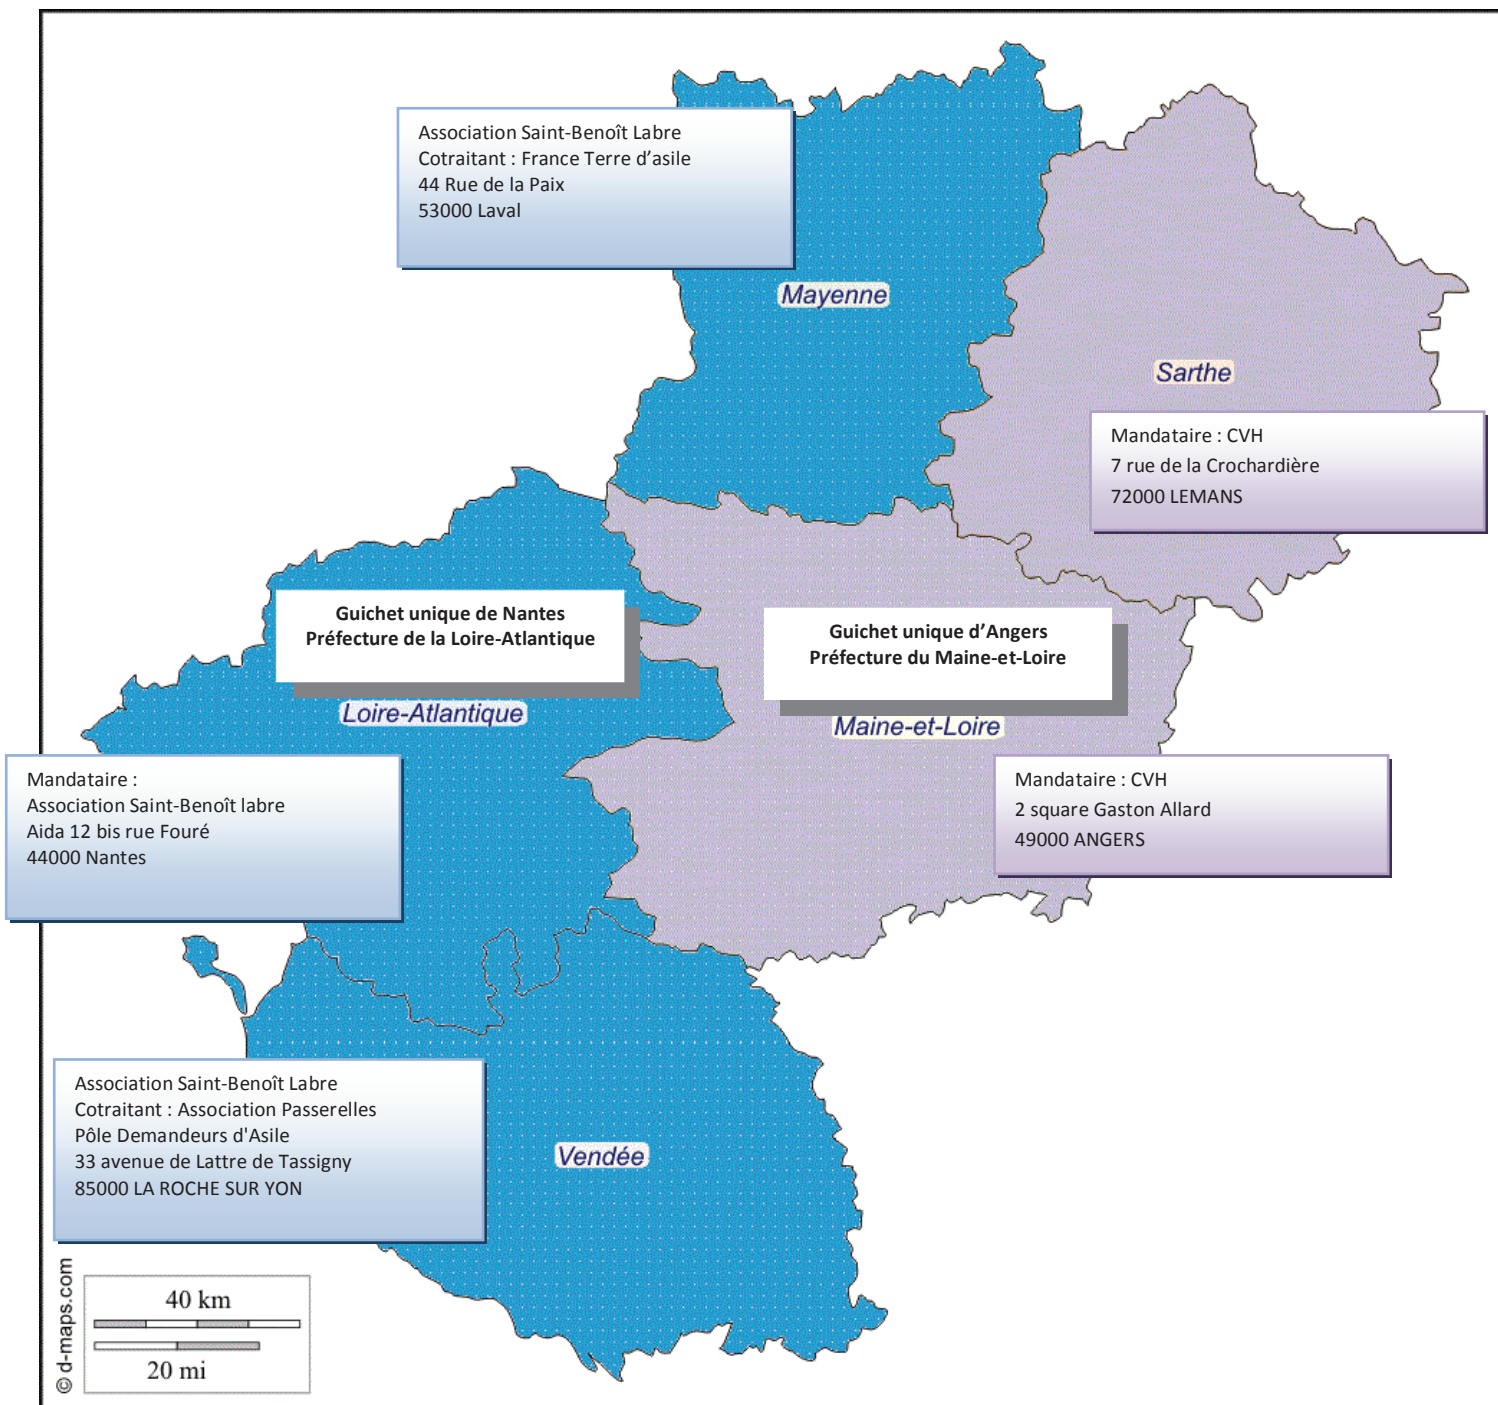 Association Saint-Benoît Labre
Cotraitant : France Terre d’asile
44 Rue de la Paix
53000 Laval
Mayenne
Sarthe
Mandataire : CVH
7 rue de la Crochardière
72000 LEMANS
Guichet unique de Nantes
Préfecture de la Loire-Atlantique
Guichet unique d’Angers
Préfecture du Maine-et-Loire
Loire-Atlantique
Maine-et-Loire
Mandataire :
Association Saint-Benoît labre
Aida 12 bis rue Fouré
44000 Nantes
Mandataire : CVH
2 square Gaston Allard
49000 ANGERS
Association Saint-Benoît Labre
Cotraitant : Association Passerelles
Pôle Demandeurs d'Asile
33 avenue de Lattre de Tassigny
85000 LA ROCHE SUR YON
Vendée
40 km
20 mi
© d-maps.com